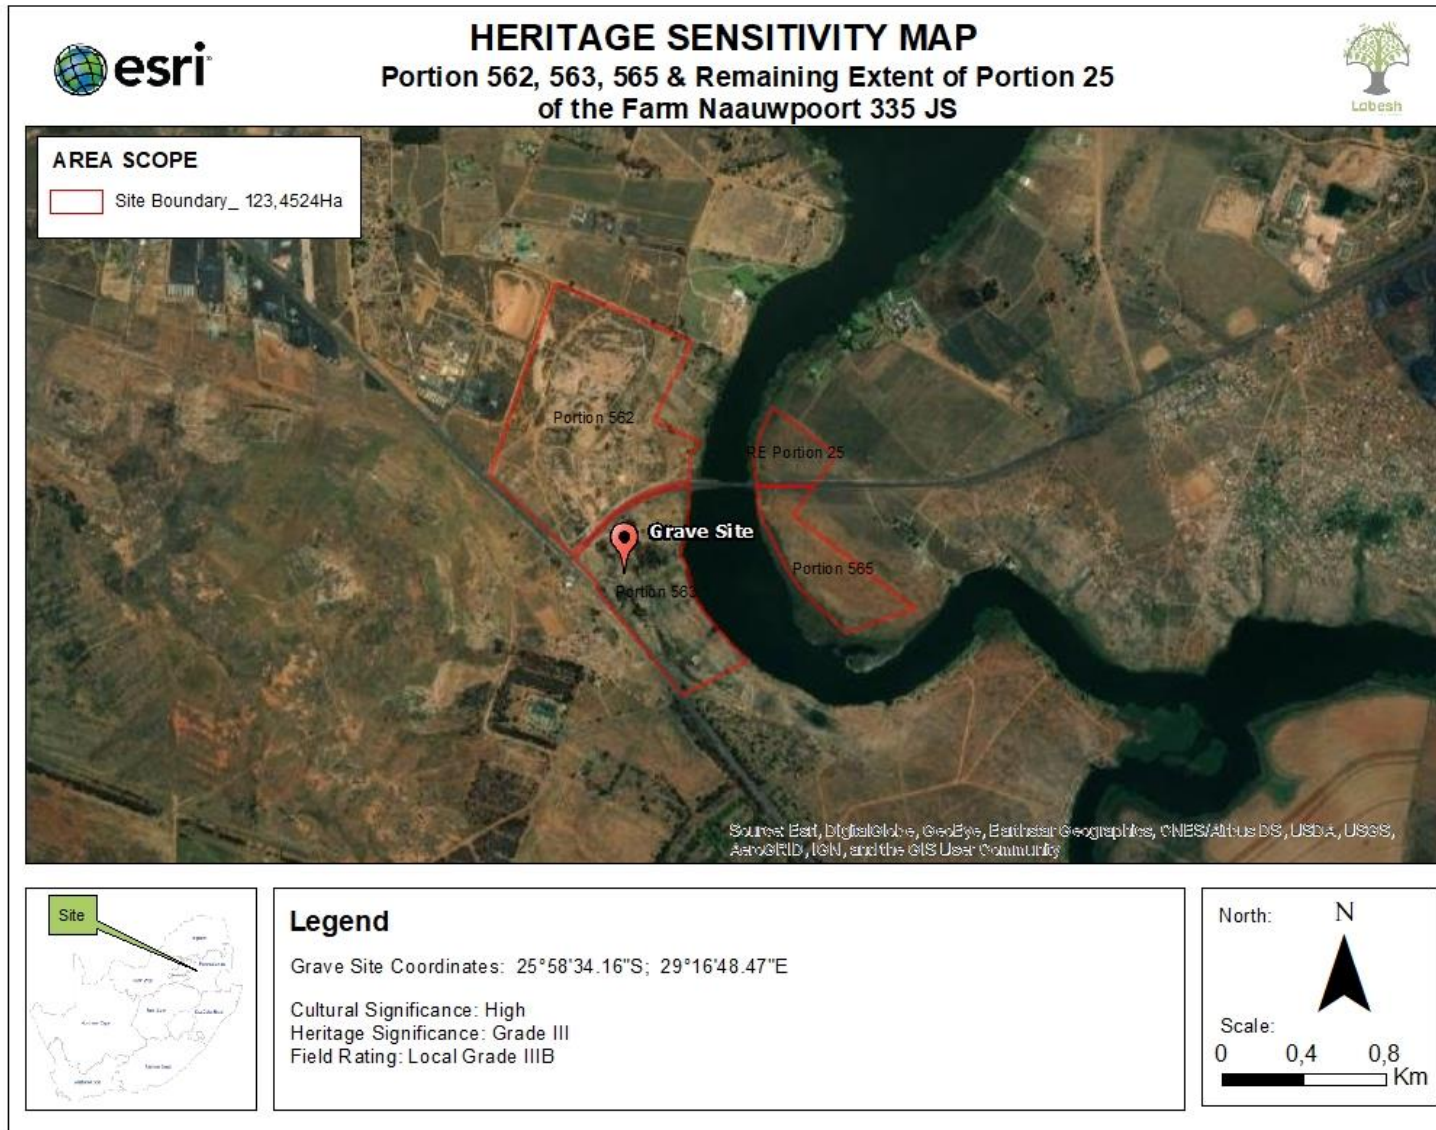 esri
HERITAGE SENSITIVITY MAP
Portion 562, 563, 565 & Remaining Extent of Portion 25
of the Farm Naauwpoort 335 JS
Labesh
AREA SCOPE
Site Boundary_ 123,4524Ha
Portion 562
RE Portion 25
Grave Site
Portion 565
Portion 563
Source: Esri, DigitalGlobe, GeoEye, Earthstar Geographics, CNES/Airbus DS, USDA, USGS,
AeroGRID, IGN, and the GIS User Community
Site
Legend
Grave Site Coordinates: 25°58'34.16"S; 29°16'48.47"E
Cultural Significance: High
Heritage Significance: Grade III
Field Rating: Local Grade IIIB
North:
N
Scale:
0 0,4 0,8
Km